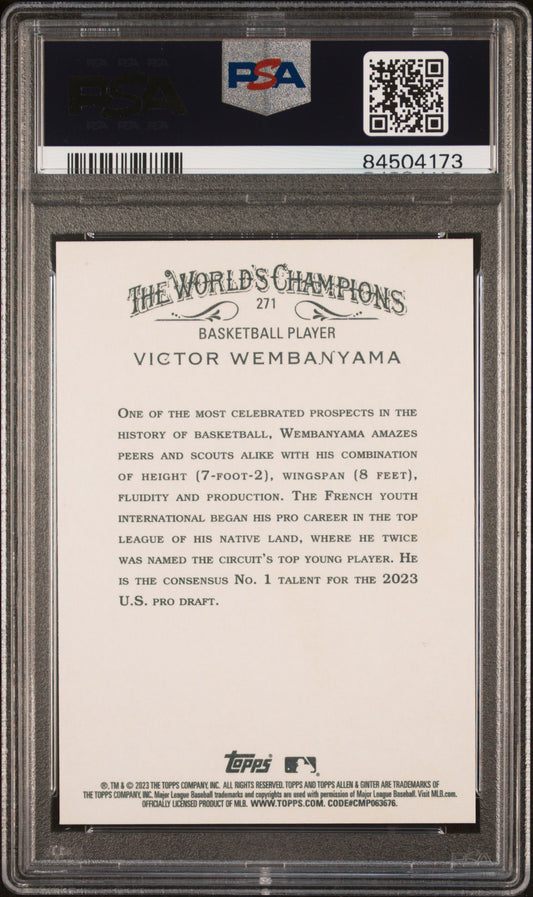 PSA
PSA
84504173
THE WORLD'S CHAMPIONS
271
BASKETBALL PLAYER
VICTOR WEMBANYAMA
ONE OF THE MOST CELEBRATED PROSPECTS IN THE
HISTORY OF BASKETBALL, WEMBANYAMA AMAZES
PEERS AND SCOUTS ALIKE WITH HIS COMBINATION
OF HEIGHT (7-FOOT-2), WINGSPAN (8 FEET),
FLUIDITY AND PRODUCTION. THE FRENCH YOUTH
INTERNATIONAL BEGAN HIS PRO CAREER IN THE TOP
LEAGUE OF HIS NATIVE LAND, WHERE HE TWICE
WAS NAMED THE CIRCUIT'S TOP YOUNG PLAYER. HE
IS THE CONSENSUS NO. 1 TALENT FOR THE 2023
U.S. PRO DRAFT.
Topps
®, TM & © 2023 THE TOPPS COMPANY, INC. ALL RIGHTS RESERVED. TOPPS AND TOPPS ALLEN & GINTER ARE TRADEMARKS OF
THE TOPPS COMPANY, INC. Major League Baseball trademarks and copyrights are used with permission of Major League Baseball. Visit MLB.com.
OFFICIALLY LICENSED PRODUCT OF MLB. WWW.TOPPS.COM. CODE#CMP063676.
PSA